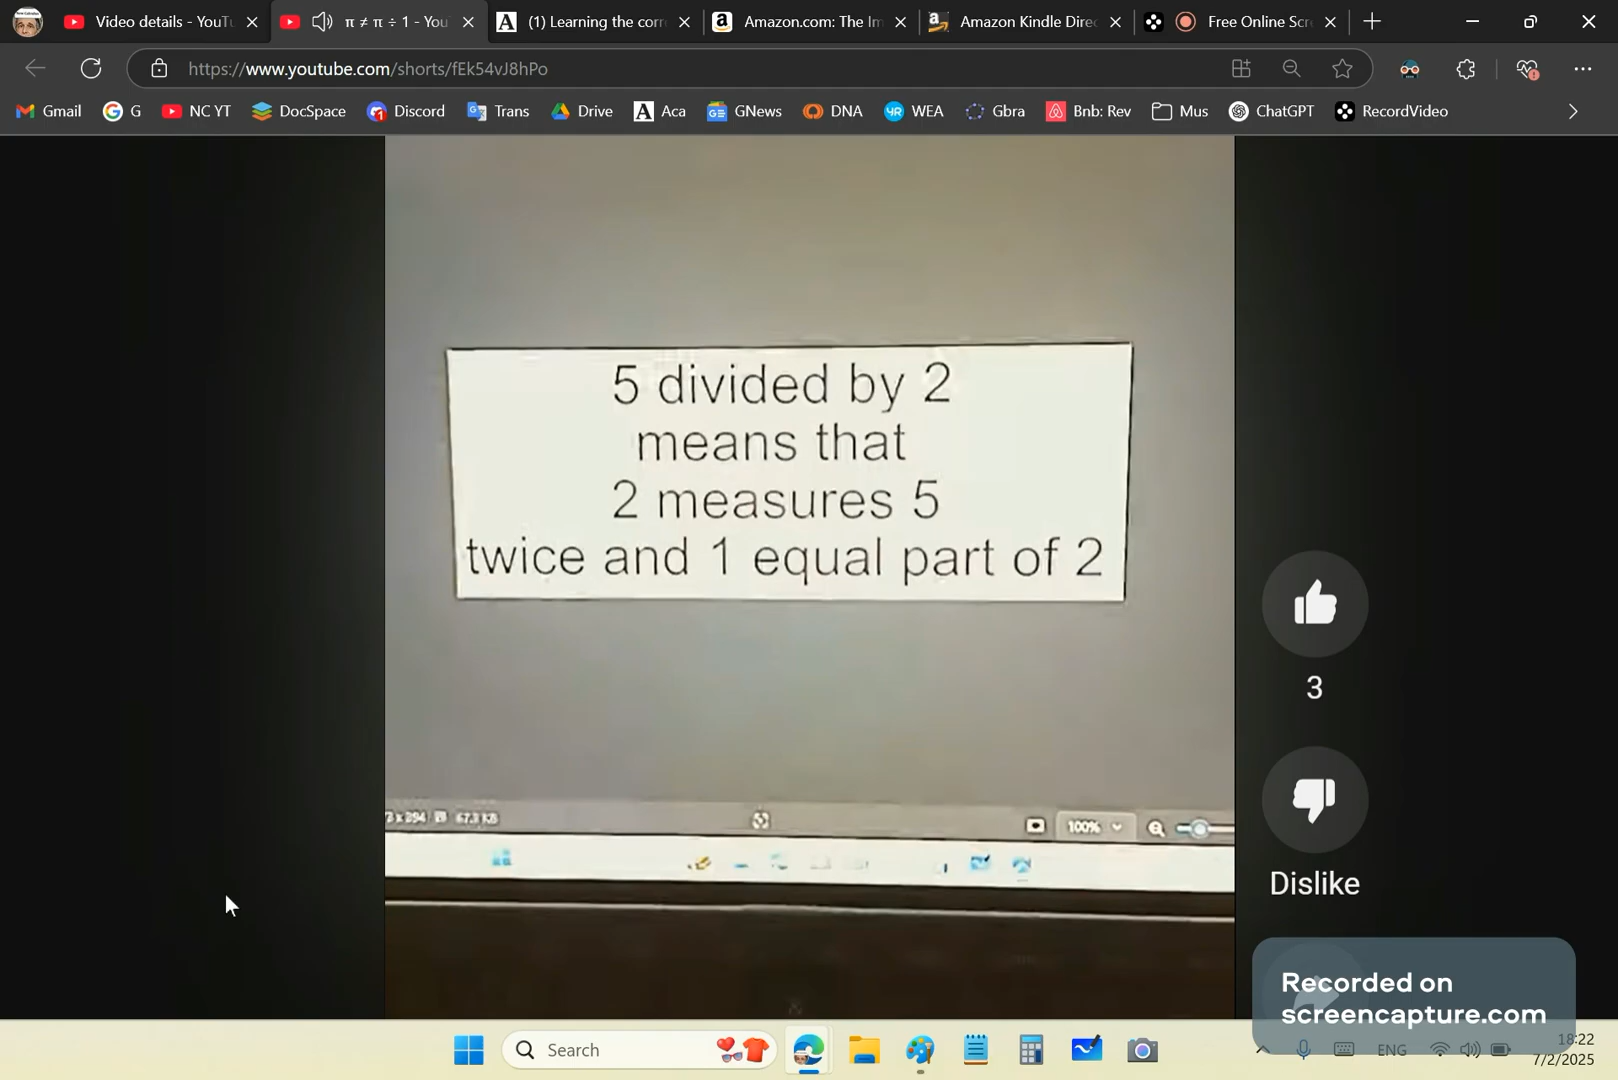 Video details - YouTu
π ≠ π ÷ 1 - You
(1) Learning the corr
Amazon.com: The Im
Amazon Kindle Direc
Free Online Scr
https://www.youtube.com/shorts/fEk54vJ8hPo
Gmail
G
NC YT
DocSpace
Discord
Trans
Drive
Aca
GNews
DNA
WEA
Gbra
Bnb: Rev
Mus
ChatGPT
RecordVideo
5 divided by 2
means that
2 measures 5
twice and 1 equal part of 2
3
Dislike
67.3 KB
100%
Recorded on
screencapture.com
Search
ENG
18:22
7/2/2025